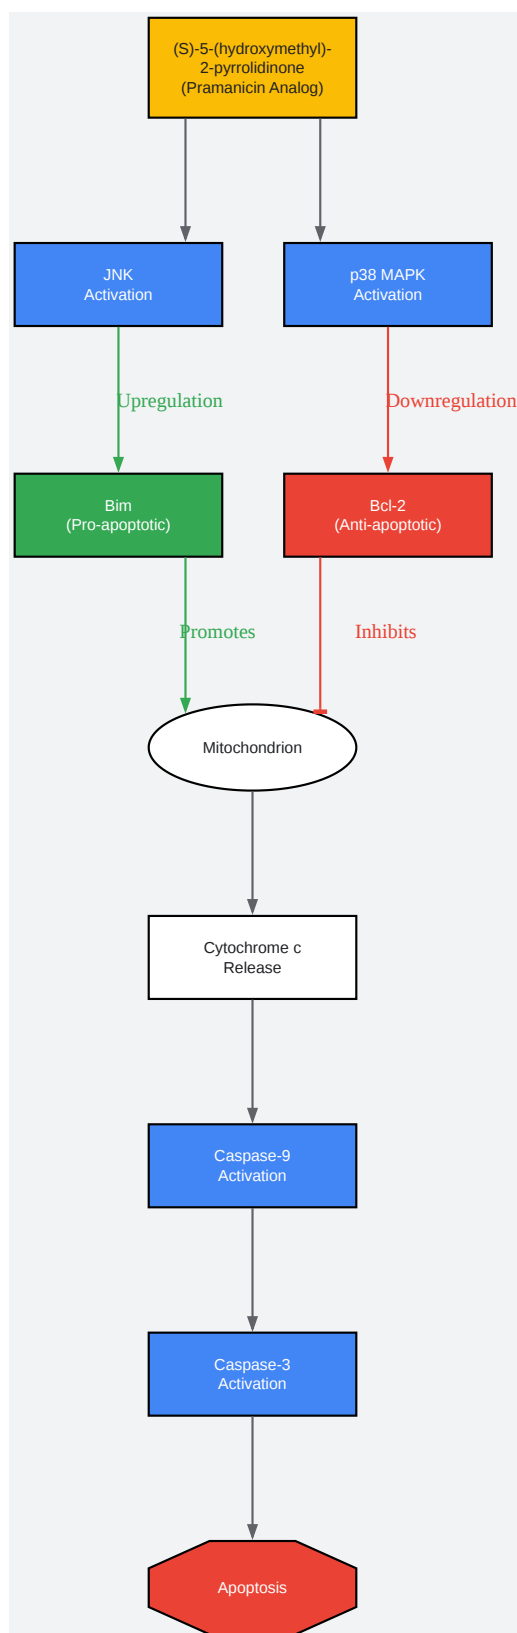 (S)-5-(hydroxymethyl)-
2-pyrrolidinone
(Pramanicin Analog)
JNK
Activation
p38 MAPK
Activation
Upregulation
Downregulation
Bim
(Pro-apoptotic)
Bcl-2
(Anti-apoptotic)
Promotes
Inhibits
Mitochondrion
Cytochrome c
Release
Caspase-9
Activation
Caspase-3
Activation
Apoptosis